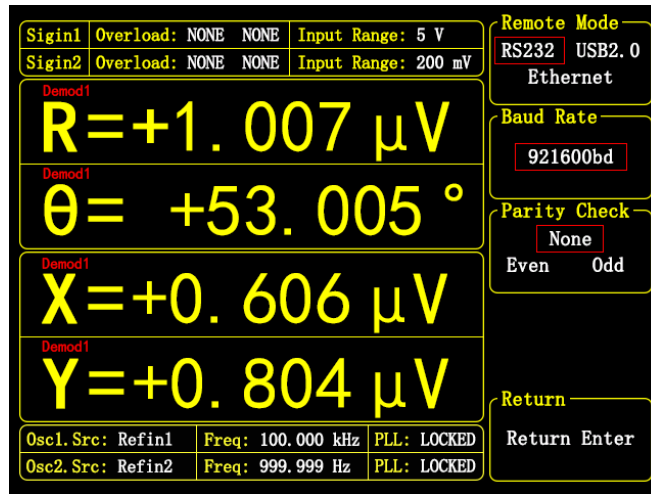 Sigin1 Overload: NONE NONE Input Range: 5 V
Sigin2 Overload: NONE NONE Input Range: 200 mV
Demod1
R=+1.007 μV
Demod1
θ= +53.005 °
Demod1
X=+0.606 μV
Demod1
Y=+0.804 μV
Osc1.Src: Refin1 Freq: 100.000 kHz PLL: LOCKED
Osc2.Src: Refin2 Freq: 999.999 Hz PLL: LOCKED
Remote Mode
RS232 USB2.0
Ethernet
Baud Rate
921600bd
Parity Check
None
Even Odd
Return
Return Enter